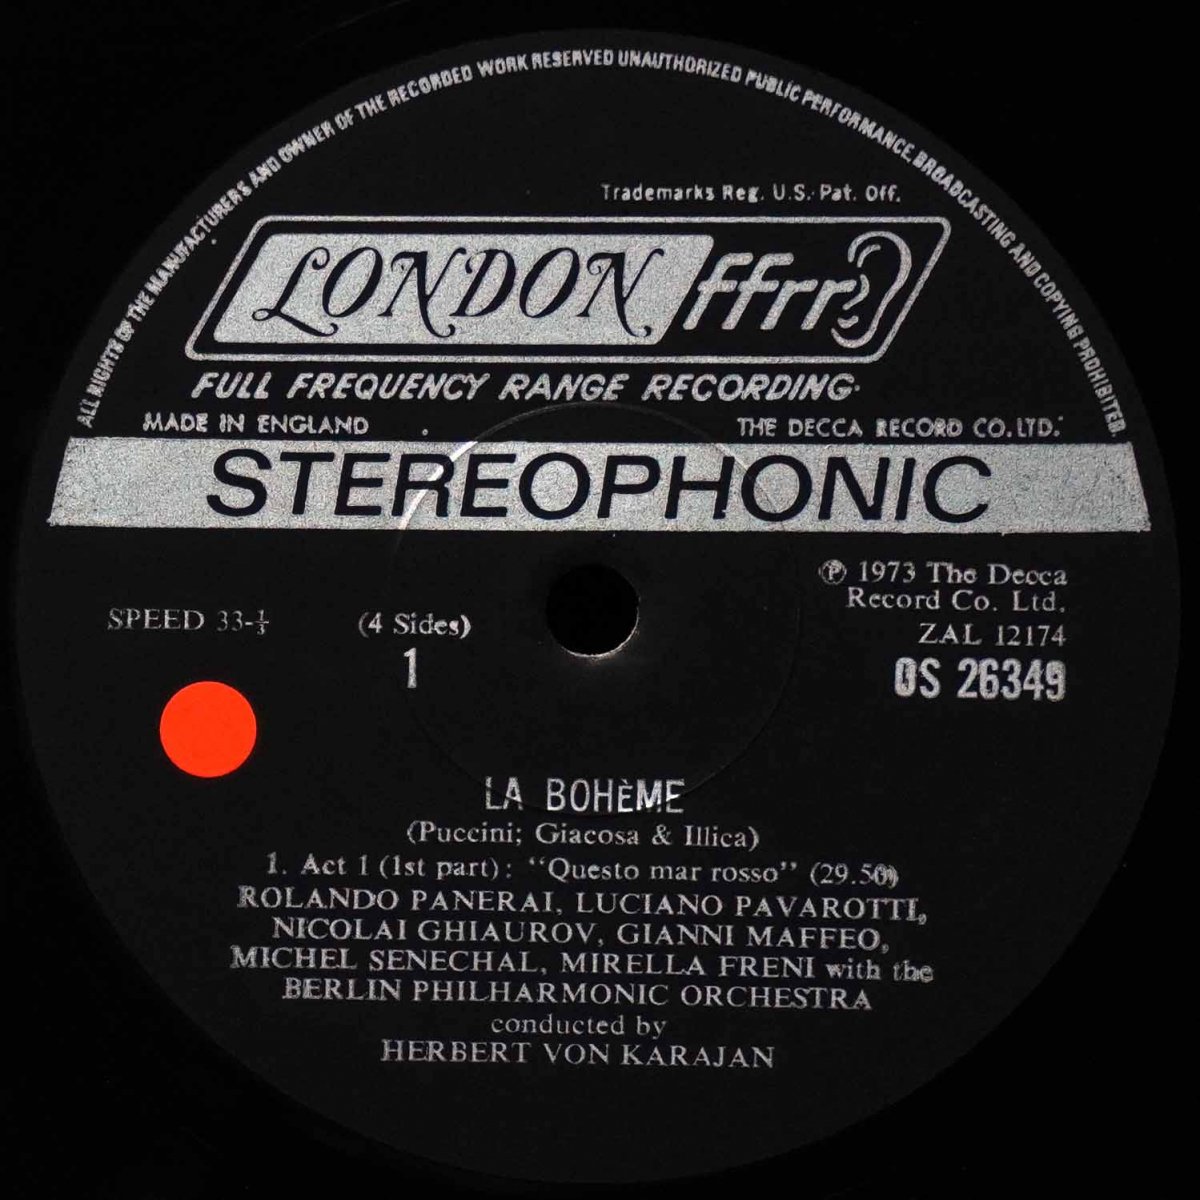 ALL RIGHTS OF THE MANUFACTURERS AND OWNER OF THE RECORDED WORK RESERVED UNAUTHORIZED PUBLIC PERFORMANCE, BROADCASTING AND COPYING PROHIBITED.
Trademarks Reg. U.S. Pat. Off.
LONDON ffrr
FULL FREQUENCY RANGE RECORDING
MADE IN ENGLAND THE DECCA RECORD CO. LTD.
STEREOPHONIC
℗ 1973 The Decca
Record Co. Ltd.
SPEED 33-⅓ (4 Sides) ZAL 12174
1 OS 26349
LA BOHèME
(Puccini; Giacosa & Illica)
1. Act 1 (1st part): "Questo mar rosso" (29.50)
ROLANDO PANERAI, LUCIANO PAVAROTTI,
NICOLAI GHIAUROV, GIANNI MAFFEO,
MICHEL SENECHAL, MIRELLA FRENI with the
BERLIN PHILHARMONIC ORCHESTRA
conducted by
HERBERT VON KARAJAN